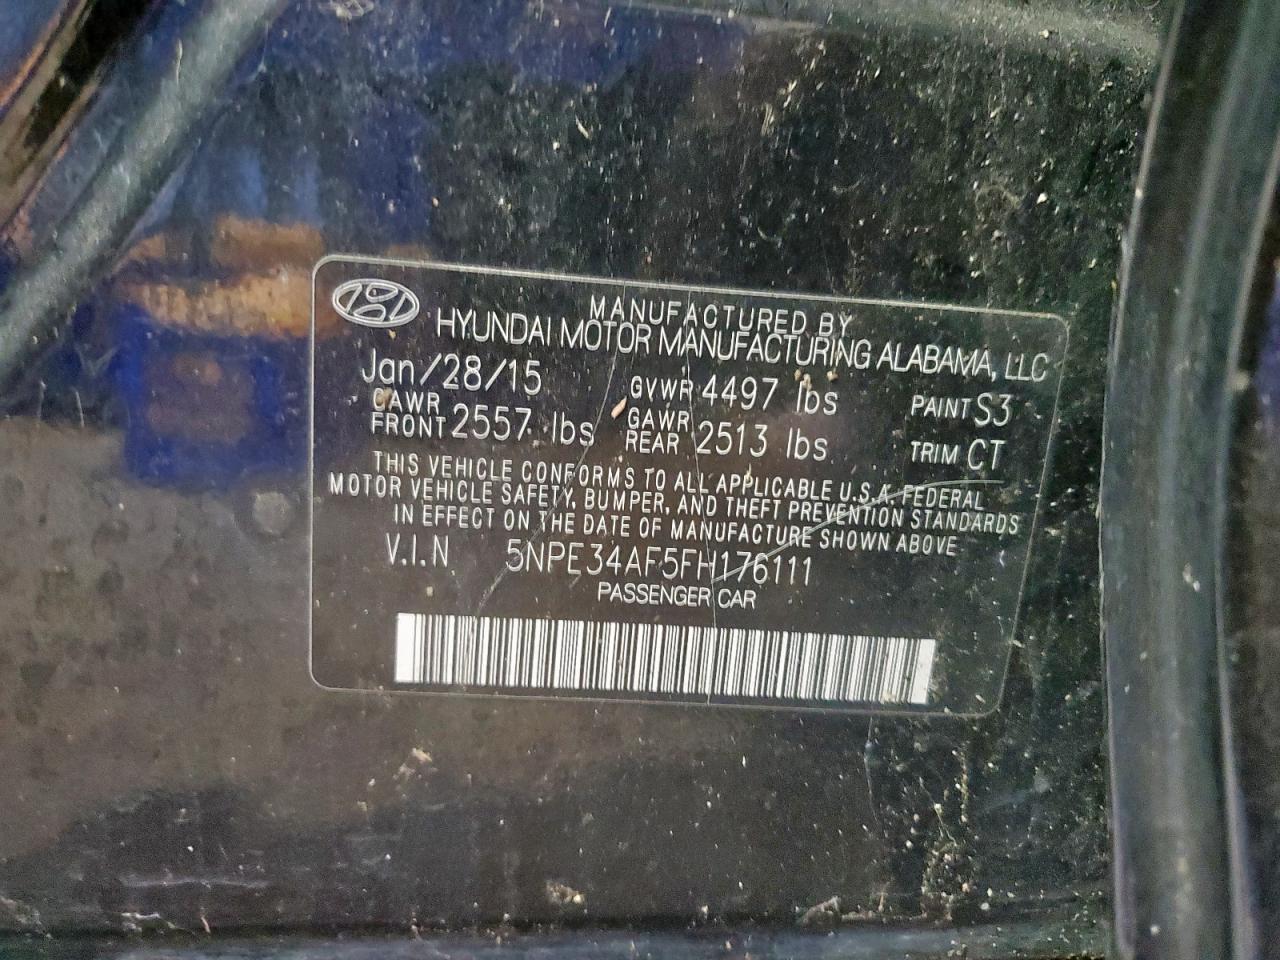 MANUFACTURED BY
HYUNDAI MOTOR MANUFACTURING ALABAMA, LLC
Jan/28/15 GVWR 4497 lbs PAINT S3
GAWR FRONT 2557 lbs GAWR REAR 2513 lbs TRIM CT
THIS VEHICLE CONFORMS TO ALL APPLICABLE U.S.A. FEDERAL
MOTOR VEHICLE SAFETY, BUMPER, AND THEFT PREVENTION STANDARDS
IN EFFECT ON THE DATE OF MANUFACTURE SHOWN ABOVE
V.I.N 5NPE34AF5FH176111
PASSENGER CAR